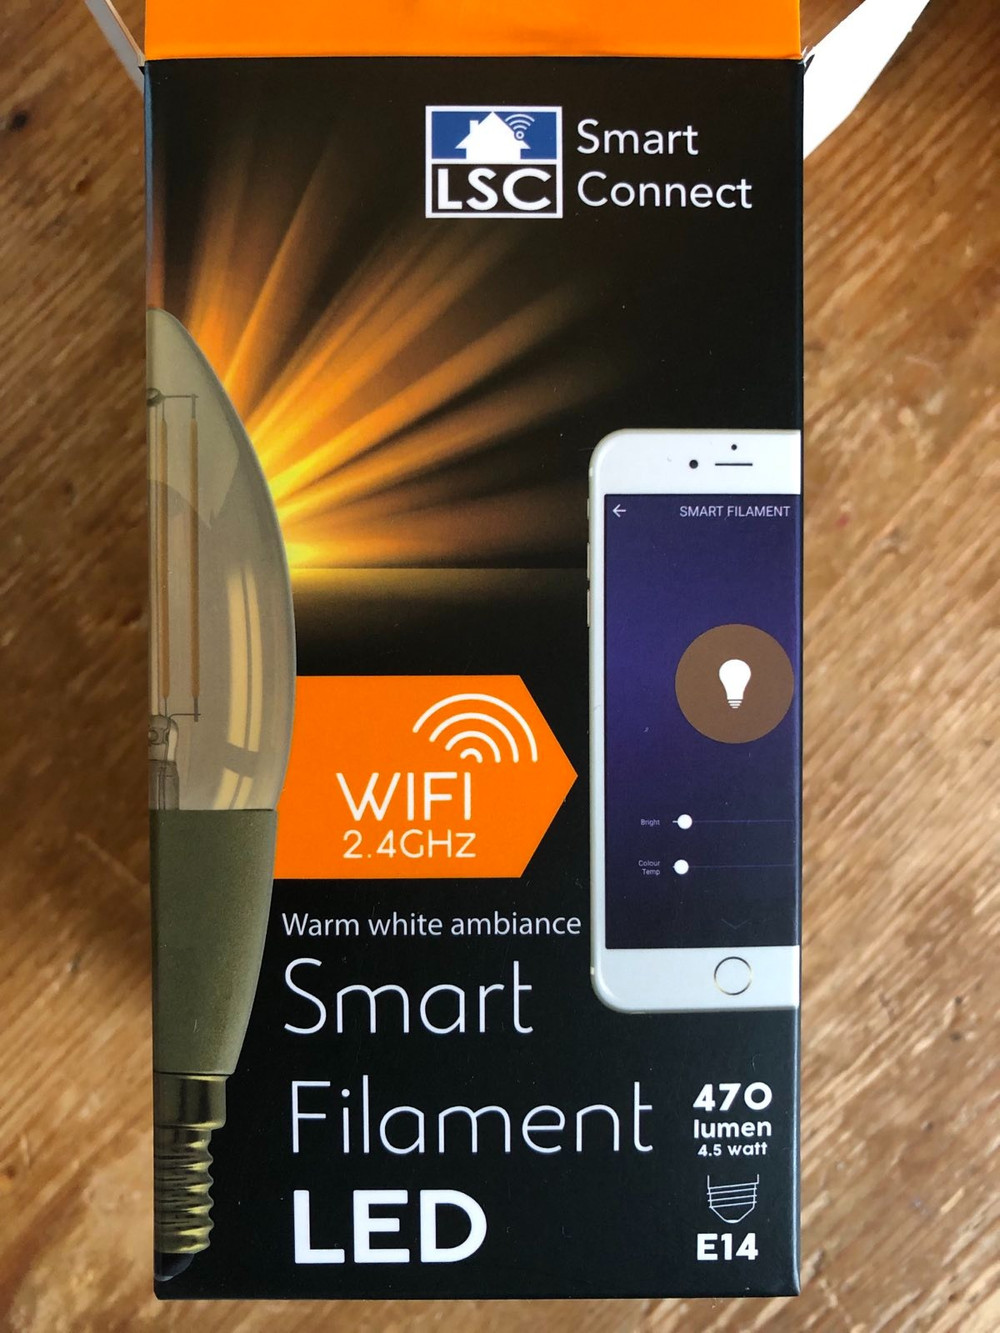 LSC
Smart
Connect
SMART FILAMENT
Bright
Colour
Temp
WIFI
2.4GHZ
Warm white ambiance
Smart
Filament
LED
470
lumen
4.5 watt
E14